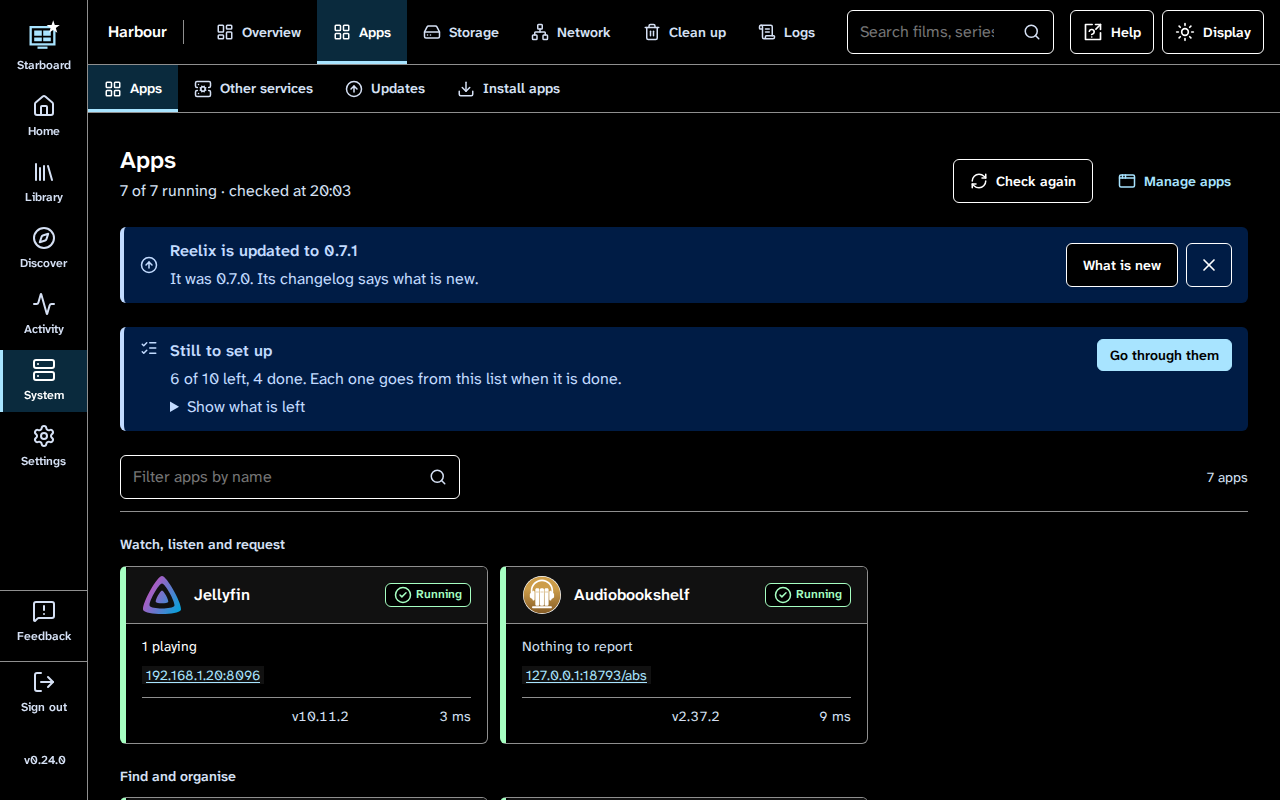 Starboard
Home
Library
Discover
Activity
System
Settings
Feedback
Sign out
v0.24.0
Harbour
Overview
Apps
Storage
Network
Clean up
Logs
Search films, series
Help
Display
Apps
Other services
Updates
Install apps
Apps
7 of 7 running · checked at 20:03
Check again
Manage apps
Reelix is updated to 0.7.1
It was 0.7.0. Its changelog says what is new.
What is new
Still to set up
6 of 10 left, 4 done. Each one goes from this list when it is done.
Show what is left
Go through them
Filter apps by name
7 apps
Watch, listen and request
Jellyfin
Running
1 playing
192.168.1.20:8096
v10.11.2
3 ms
Audiobookshelf
Running
Nothing to report
127.0.0.1:18793/abs
v2.37.2
9 ms
Find and organise